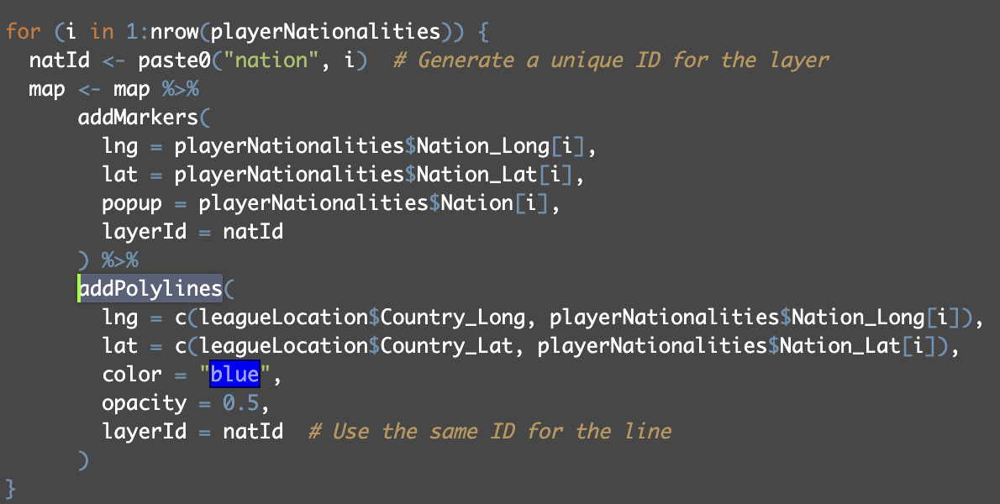 for (i in 1:nrow(playerNationalities)) {
  natId <- paste0("nation", i)  # Generate a unique ID for the layer
  map <- map %>%
      addMarkers(
        lng = playerNationalities$Nation_Long[i],
        lat = playerNationalities$Nation_Lat[i],
        popup = playerNationalities$Nation[i],
        layerId = natId
      ) %>%
      addPolylines(
        lng = c(leagueLocation$Country_Long, playerNationalities$Nation_Long[i]),
        lat = c(leagueLocation$Country_Lat, playerNationalities$Nation_Lat[i]),
        color = "blue",
        opacity = 0.5,
        layerId = natId  # Use the same ID for the line
      )
}